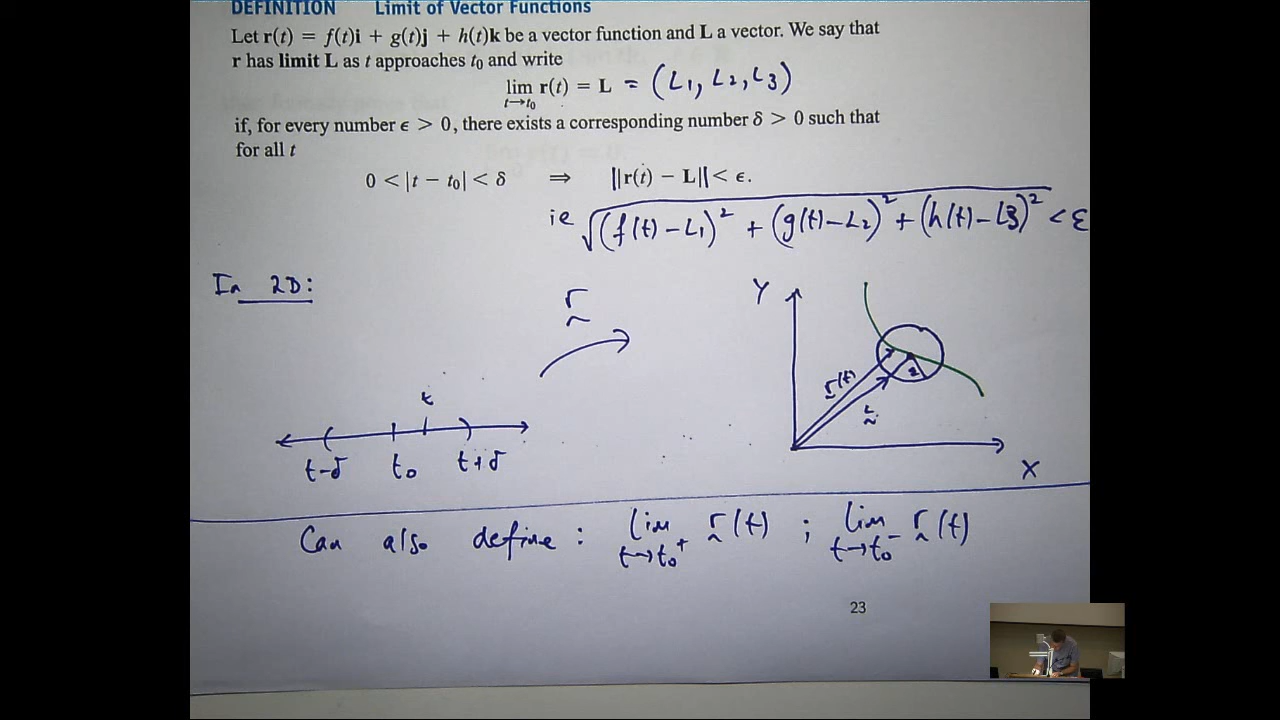 DEFINITION Limit of Vector Functions
Let r(t) = f(t)i + g(t)j + h(t)k be a vector function and L a vector. We say that
r has limit L as t approaches t₀ and write
lim r(t) = L = (L₁, L₂, L₃)
t→t₀
if, for every number ϵ > 0, there exists a corresponding number δ > 0 such that
for all t
0 < |t − t₀| < δ ⇒ ||r(t) − L|| < ϵ.
ie √(f(t) − L₁)² + (g(t) − L₂)² + (h(t) − L3)² < ε
In 2D:
r
Y
r(t)
L
t
t-δ t₀ t+δ
X
Can also define : lim r(t) ; lim r(t)
t→t₀⁺ t→t₀⁻
23